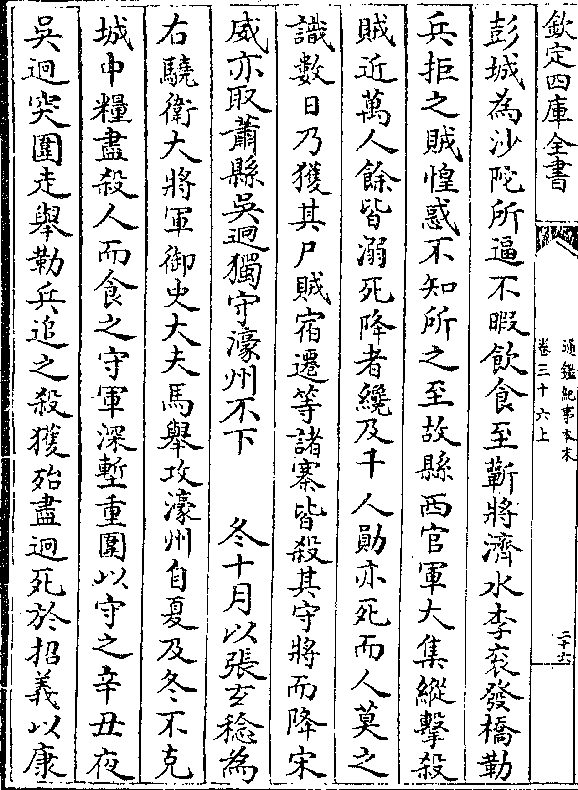 欽定四庫全書
通鑑紀事本末
卷三十六上
二十六
彭城為沙陀所逼不暇飲食至蘄將濟水李衮發橋勒
兵拒之賊惶惑不知所之至故縣西官軍大集縱擊殺
賊近萬人餘皆溺死降者纔及千人勛亦死而人莫之
識數日乃獲其尸賊宿遷等諸寨皆殺其守將而降宋
威亦取蕭縣吳迥獨守濠州不下　冬十月以張玄稔為
右驍衛大將軍御史大夫馬舉攻濠州自夏及冬不克
城中糧盡殺人而食之守軍深塹重圍以守之辛丑夜
吳迥突圍走舉勒兵追之殺獲殆盡迥死於招義以康